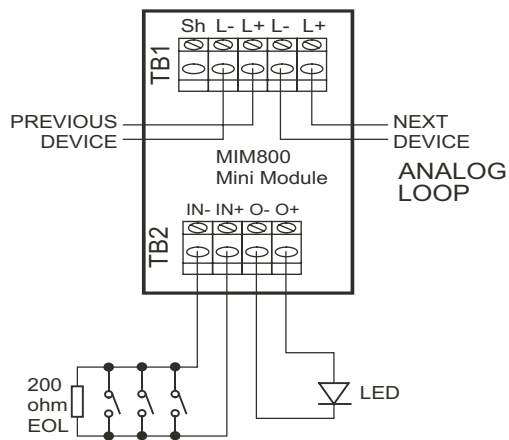 Sh L- L+ L- L+
TB1
PREVIOUS
DEVICE
NEXT
DEVICE
ANALOG
LOOP
MIM800
Mini Module
IN- IN+ O- O+
TB2
200
ohm
EOL
LED